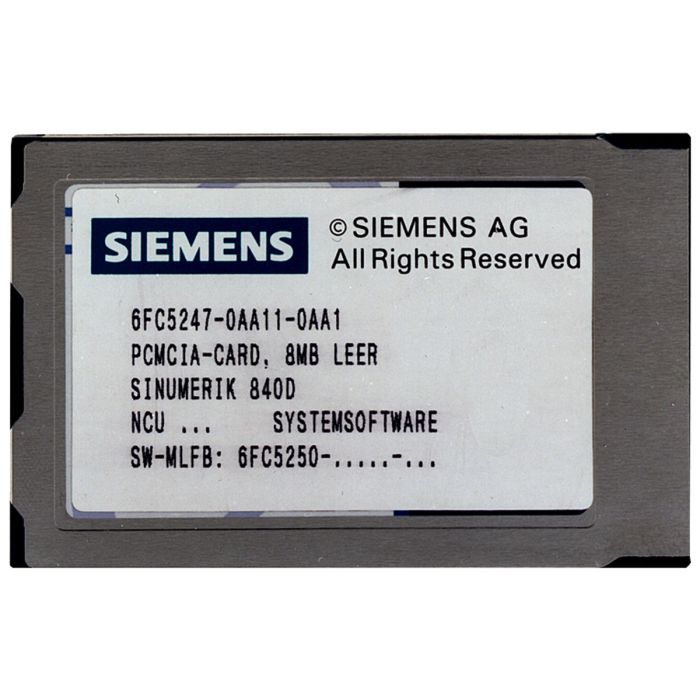 SIEMENS
© SIEMENS AG
All Rights Reserved
6FC5247-0AA11-0AA1
PCMCIA-CARD, 8MB LEER
SINUMERIK 840D
NCU ... SYSTEMSOFTWARE
SW-MLFB: 6FC5250-.....-...